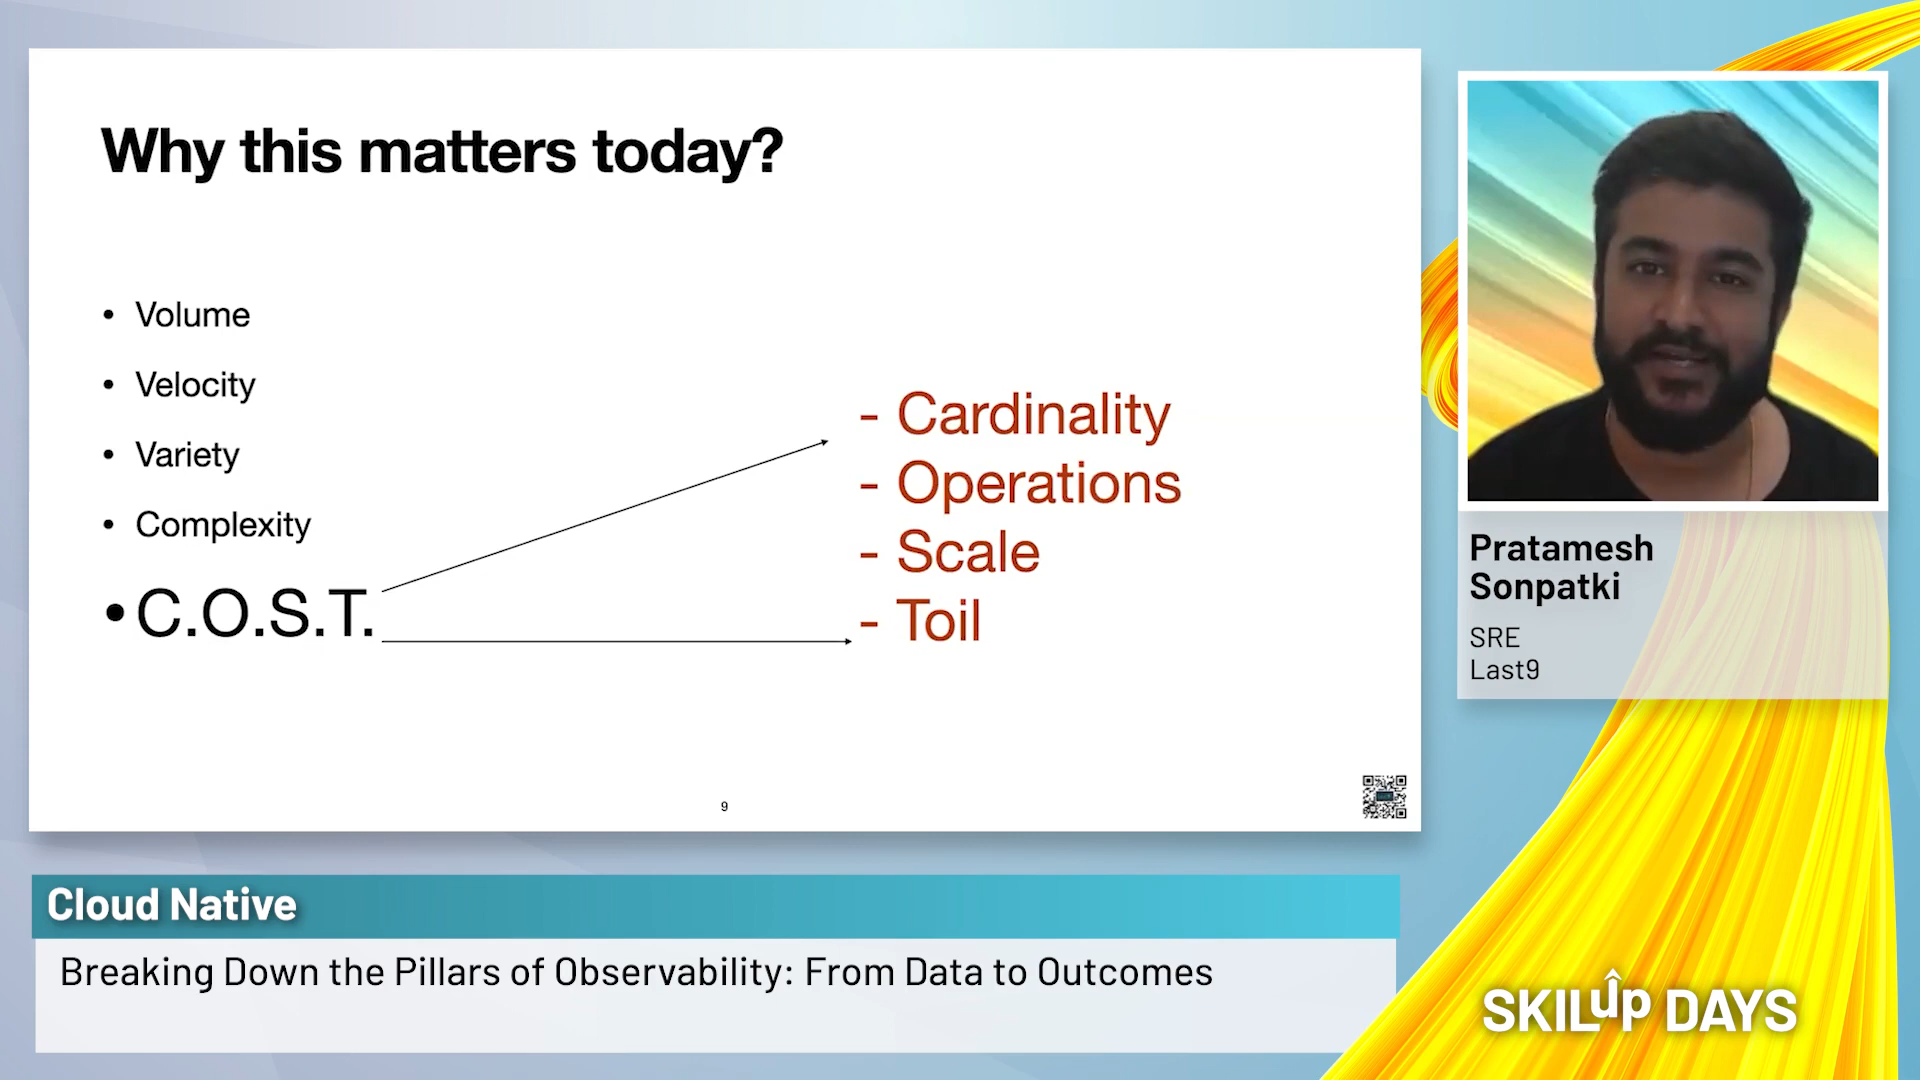 Why this matters today?
• Volume
• Velocity
• Variety
• Complexity
• C.O.S.T.
- Cardinality
- Operations
- Scale
- Toil
9
Pratamesh
Sonpatki
SRE
Last9
Cloud Native
Breaking Down the Pillars of Observability: From Data to Outcomes
SKILup DAYS